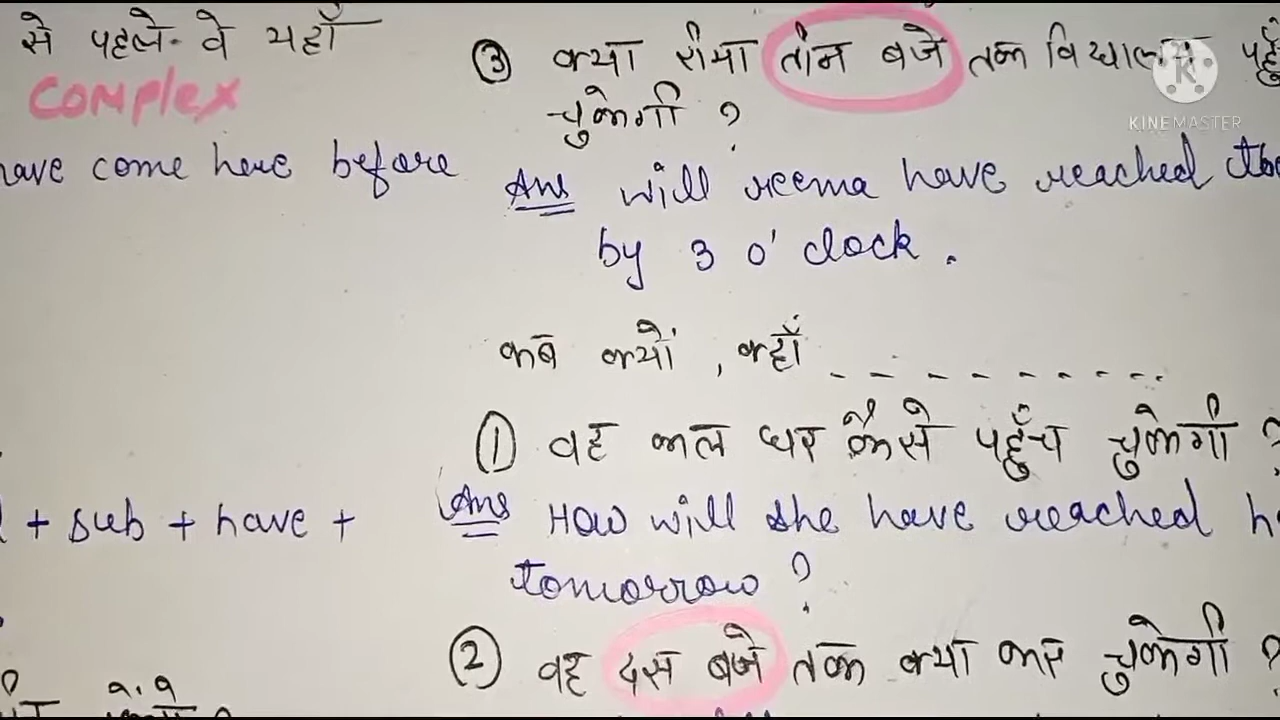 से पहले वे यहाँ
complex
have come here before
+ sub + have +
③ क्या रीमा तीन बजे तक विद्यालय
चुकेगी ?
Ans will reema have reached
by 3 o'clock .
कब क्यों , कहाँ - - - - - - - - -
① वह कल घर कैसे पहुँच चुकेगी ?
Ans How will she have reached
tomorrow ?
② वह दस बजे तक क्या कर चुकेगी ?
KINEMASTER